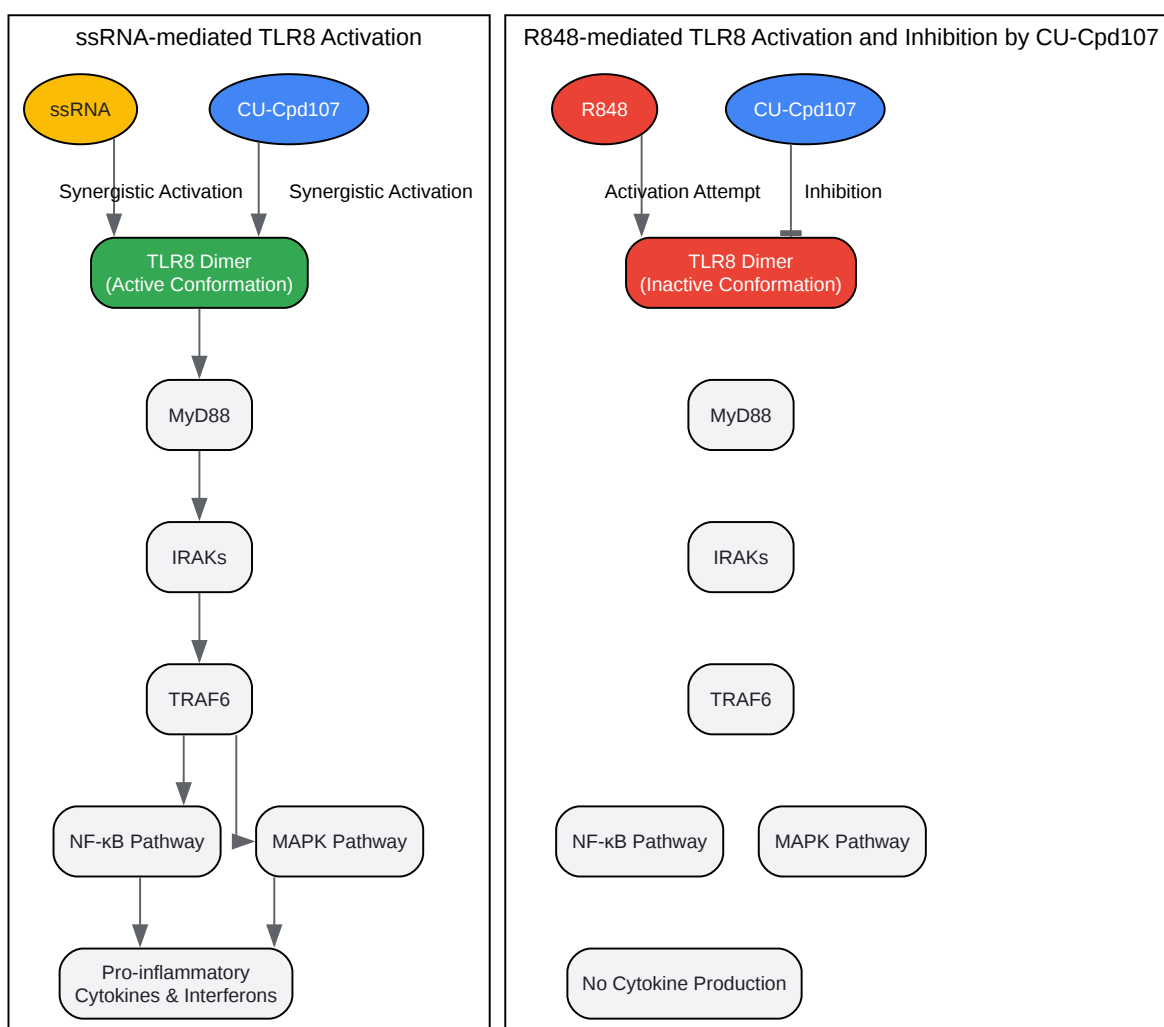 ssRNA-mediated TLR8 Activation
ssRNA
CU-Cpd107
Synergistic Activation
Synergistic Activation
TLR8 Dimer
(Active Conformation)
MyD88
IRAKs
TRAF6
NF-κB Pathway
MAPK Pathway
Pro-inflammatory
Cytokines & Interferons
R848-mediated TLR8 Activation and Inhibition by CU-Cpd107
R848
CU-Cpd107
Activation Attempt
Inhibition
TLR8 Dimer
(Inactive Conformation)
MyD88
IRAKs
TRAF6
NF-κB Pathway
MAPK Pathway
No Cytokine Production